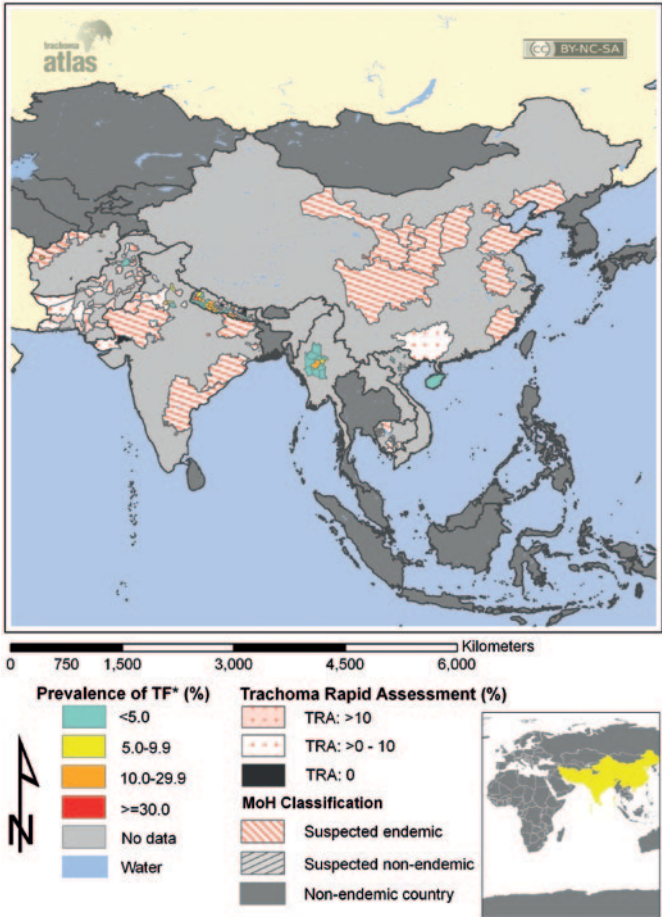 trachoma
atlas
cc BY-NC-SA
Kilometers
0 750 1,500 3,000 4,500 6,000
Prevalence of TF* (%)
<5.0
5.0-9.9
10.0-29.9
>=30.0
No data
Water
Trachoma Rapid Assessment (%)
TRA: >10
TRA: >0 - 10
TRA: 0
MoH Classification
Suspected endemic
Suspected non-endemic
Non-endemic country
N